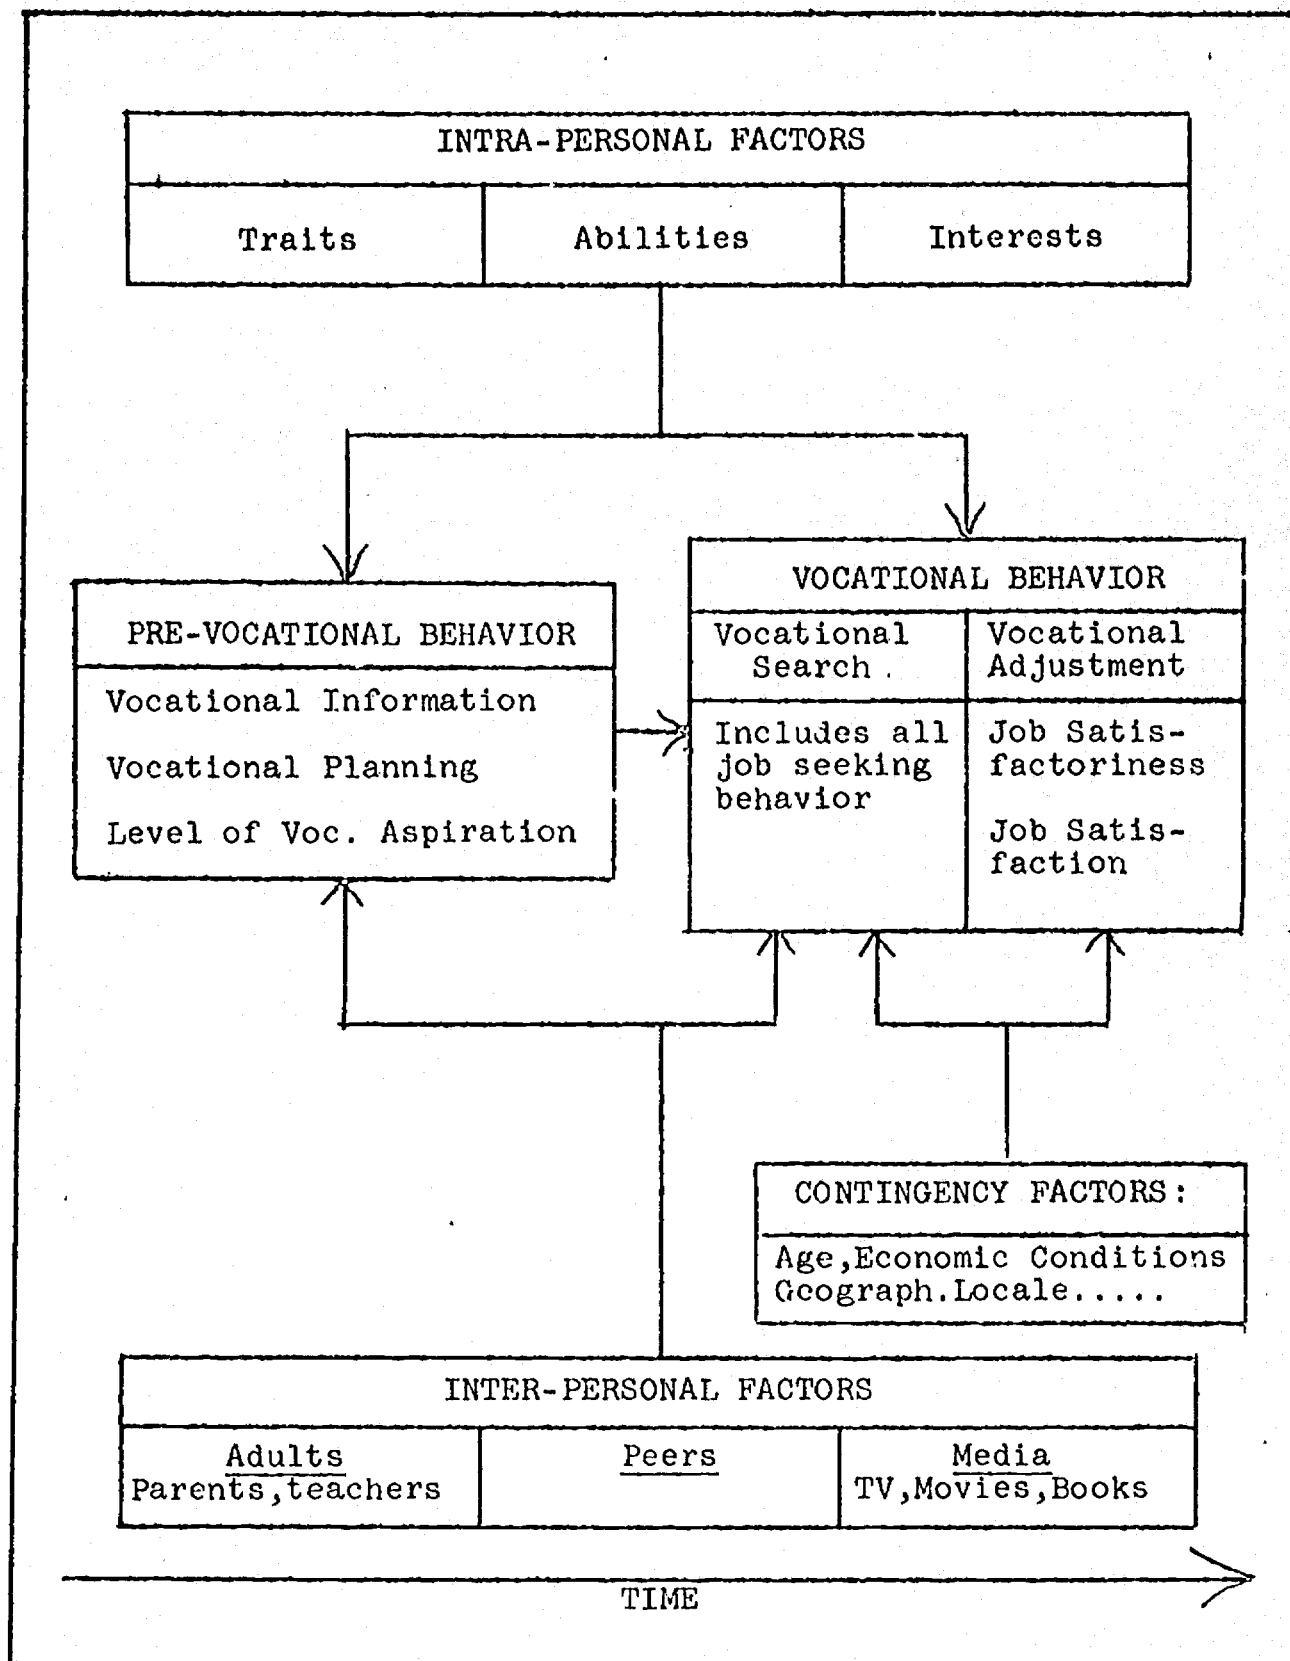 INTRA-PERSONAL FACTORS
Traits
Abilities
Interests
PRE-VOCATIONAL BEHAVIOR
Vocational Information
Vocational Planning
Level of Voc. Aspiration
VOCATIONAL BEHAVIOR
Vocational
Search
Vocational
Adjustment
Includes all
job seeking
behavior
Job Satis-
factoriness
Job Satis-
faction
CONTINGENCY FACTORS:
Age,Economic Conditions
Geograph.Locale.....
INTER-PERSONAL FACTORS
Adults
Parents,teachers
Peers
Media
TV,Movies,Books
TIME